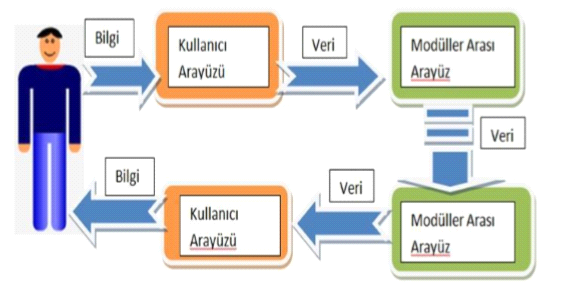 Bilgi
Kullanıcı
Arayüzü
Veri
Modüller Arası
Arayüz
Veri
Bilgi
Kullanıcı
Arayüzü
Veri
Modüller Arası
Arayüz